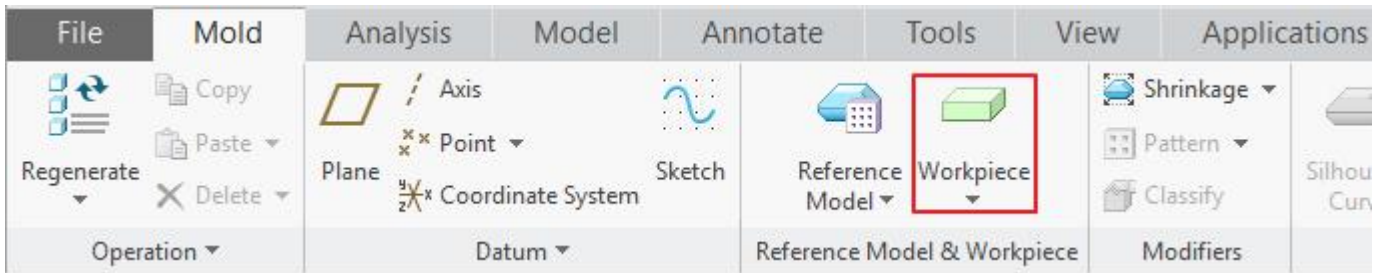 File Mold Analysis Model Annotate Tools View Applications
Regenerate
Copy
Paste
Delete
Operation
Plane
Axis
Point
Coordinate System
Sketch
Datum
Reference
Model
Workpiece
Reference Model & Workpiece
Shrinkage
Pattern
Classify
Modifiers